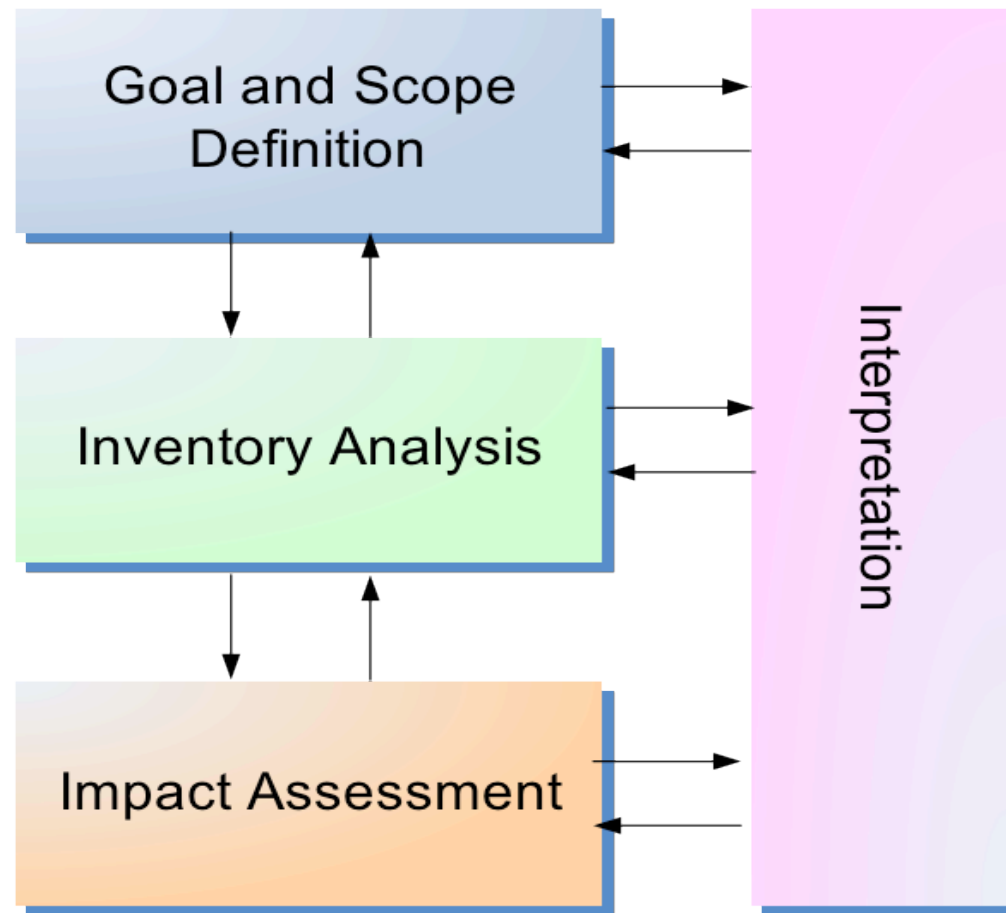 Goal and Scope
Definition
Inventory Analysis
Impact Assessment
Interpretation